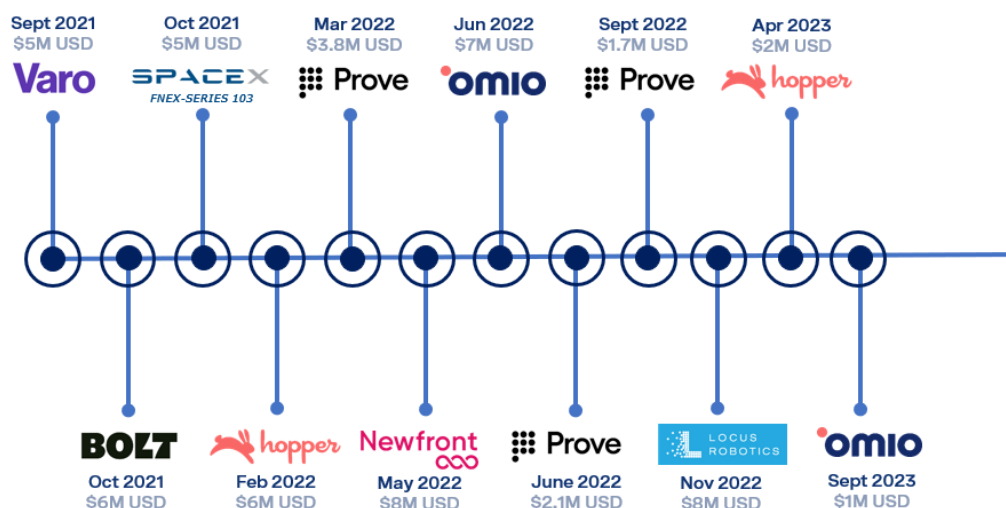 Sept 2021
$5M USD
Varo
Oct 2021
$5M USD
SPACEX
FNEX-SERIES 103
Mar 2022
$3.8M USD
Prove
Jun 2022
$7M USD
omio
Sept 2022
$1.7M USD
Prove
Apr 2023
$2M USD
hopper
BOLT
Oct 2021
$6M USD
hopper
Feb 2022
$6M USD
Newfront
May 2022
$8M USD
Prove
June 2022
$2.1M USD
LOCUS
ROBOTICS
Nov 2022
$8M USD
omio
Sept 2023
$1M USD